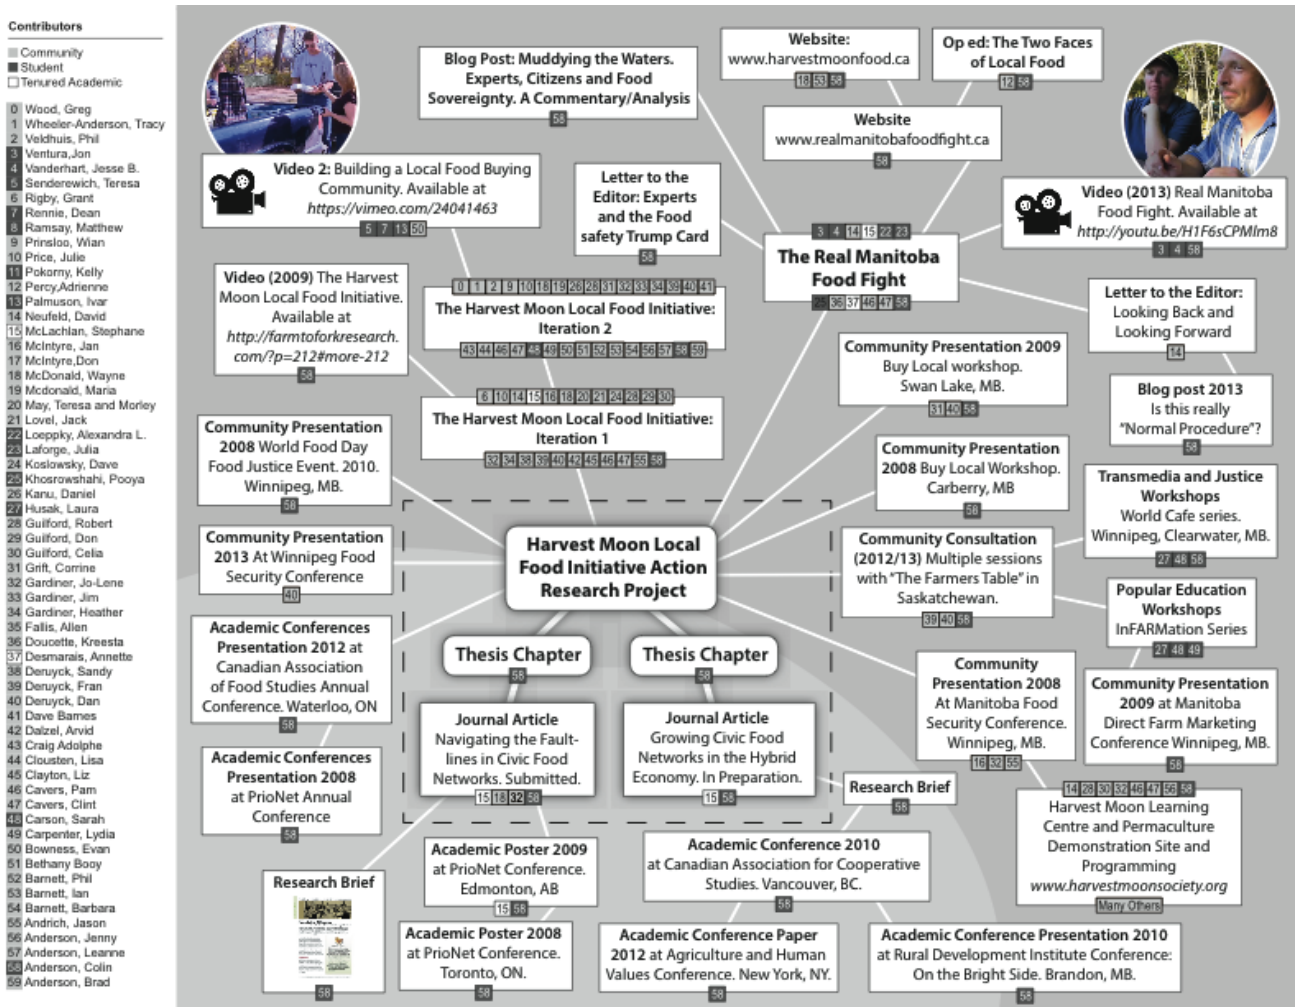 Contributors
Community
Student
Tenured Academic
0 Wood, Greg
1 Wheeler-Anderson, Tracy
2 Veldhuis, Phil
3 Ventura,Jon
4 Vanderhart, Jesse B.
5 Senderewich, Teresa
6 Rigby, Grant
7 Rennie, Dean
8 Ramsay, Matthew
9 Prinsloo, Wian
10 Price, Julie
11 Pokorny, Kelly
12 Percy,Adrienne
13 Palmuson, Ivar
14 Neufeld, David
15 McLachlan, Stephane
16 McIntyre, Jan
17 McIntyre,Don
18 McDonald, Wayne
19 Mcdonald, Maria
20 May, Teresa and Morley
21 Lovel, Jack
22 Loeppky, Alexandra L.
23 Laforge, Julia
24 Koslowsky, Dave
25 Khosrowshahi, Pooya
26 Kanu, Daniel
27 Husak, Laura
28 Guilford, Robert
29 Guilford, Don
30 Guilford, Celia
31 Grift, Corrine
32 Gardiner, Jo-Lene
33 Gardiner, Jim
34 Gardiner, Heather
35 Fallis, Allen
36 Doucette, Kreesta
37 Desmarais, Annette
38 Deruyck, Sandy
39 Deruyck, Fran
40 Deruyck, Dan
41 Dave Barnes
42 Dalzel, Arvid
43 Craig Adolphe
44 Clousten, Lisa
45 Clayton, Liz
46 Cavers, Pam
47 Cavers, Clint
48 Carson, Sarah
49 Carpenter, Lydia
50 Bowness, Evan
51 Bethany Booy
52 Barnett, Phil
53 Barnett, Ian
54 Barnett, Barbara
55 Andrich, Jason
56 Anderson, Jenny
57 Anderson, Leanne
58 Anderson, Colin
59 Anderson, Brad
Blog Post: Muddying the Waters.
Experts, Citizens and Food
Sovereignty. A Commentary/Analysis
58
Website:
www.harvestmoonfood.ca
18 53 58
Op ed: The Two Faces
of Local Food
12 58
Website
www.realmanitobafoodfight.ca
58
Video 2: Building a Local Food Buying
Community. Available at
https://vimeo.com/24041463
5 7 13 50
Letter to the
Editor: Experts
and the Food
safety Trump Card
58
Video (2013) Real Manitoba
Food Fight. Available at
http://youtu.be/H1F6sCPMIm8
3 4 58
3 4 14 15 22 23
The Real Manitoba
Food Fight
25 36 37 46 47 58
Video (2009) The Harvest
Moon Local Food Initiative.
Available at
http://farmtoforkresearch.
com/?p=212#more-212
58
0 1 2 9 10 18 19 26 28 31 32 33 34 39 40 41
The Harvest Moon Local Food Initiative:
Iteration 2
43 44 46 47 48 49 50 51 52 53 54 56 57 58 59
Letter to the Editor:
Looking Back and
Looking Forward
14
Community Presentation 2009
Buy Local workshop.
Swan Lake, MB.
31 40 58
Blog post 2013
Is this really
"Normal Procedure"?
58
6 10 14 15 16 18 20 21 24 28 29 30
The Harvest Moon Local Food Initiative:
Iteration 1
32 34 38 39 40 42 45 46 47 55 58
Community Presentation
2008 World Food Day
Food Justice Event. 2010.
Winnipeg, MB.
58
Community Presentation
2008 Buy Local Workshop.
Carberry, MB
58
Transmedia and Justice
Workshops
World Cafe series.
Winnipeg, Clearwater, MB.
27 48 58
Community Presentation
2013 At Winnipeg Food
Security Conference
40
Harvest Moon Local
Food Initiative Action
Research Project
Community Consultation
(2012/13) Multiple sessions
with "The Farmers Table" in
Saskatchewan.
39 40 58
Popular Education
Workshops
InFARMation Series
27 48 49
Academic Conferences
Presentation 2012 at
Canadian Association
of Food Studies Annual
Conference. Waterloo, ON
58
Thesis Chapter
58
Thesis Chapter
58
Community
Presentation 2008
At Manitoba Food
Security Conference.
Winnipeg, MB.
16 32 55
Community Presentation
2009 at Manitoba
Direct Farm Marketing
Conference Winnipeg, MB.
58
Journal Article
Navigating the Fault-
lines in Civic Food
Networks. Submitted.
15 18 32 58
Journal Article
Growing Civic Food
Networks in the Hybrid
Economy. In Preparation.
15 58
Academic Conferences
Presentation 2008
at PrioNet Annual
Conference
58
Research Brief
58
14 28 30 32 46 47 56 58
Harvest Moon Learning
Centre and Permaculture
Demonstration Site and
Programming
www.harvestmoonsociety.org
Many Others
Academic Poster 2009
at PrioNet Conference.
Edmonton, AB
15 58
Academic Conference 2010
at Canadian Association for Cooperative
Studies. Vancouver, BC.
58
Research Brief
58
Academic Poster 2008
at PrioNet Conference.
Toronto, ON.
58
Academic Conference Paper
2012 at Agriculture and Human
Values Conference. New York, NY.
58
Academic Conference Presentation 2010
at Rural Development Institute Conference:
On the Bright Side. Brandon, MB.
58